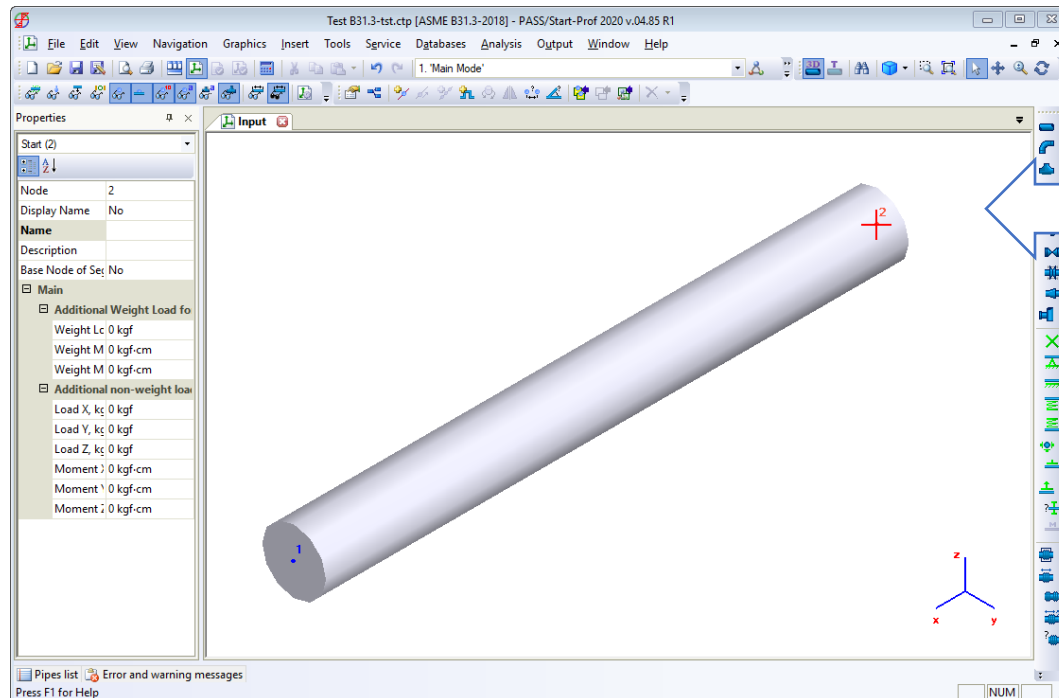 Test B31.3-tst.ctp [ASME B31.3-2018] - PASS/Start-Prof 2020 v.04.85 R1
File Edit View Navigation Graphics Insert Tools Service Databases Analysis Output Window Help
1. 'Main Mode'
3D
Properties
Input
Start (2)
Node 2
Display Name No
Name
Description
Base Node of Seg No
Main
Additional Weight Load fo
Weight Lc 0 kgf
Weight M 0 kgf·cm
Weight M 0 kgf·cm
Additional non-weight load
Load X, kg 0 kgf
Load Y, kg 0 kgf
Load Z, kg 0 kgf
Moment X 0 kgf·cm
Moment Y 0 kgf·cm
Moment Z 0 kgf·cm
2
1
z
x y
Pipes list Error and warning messages
Press F1 for Help NUM